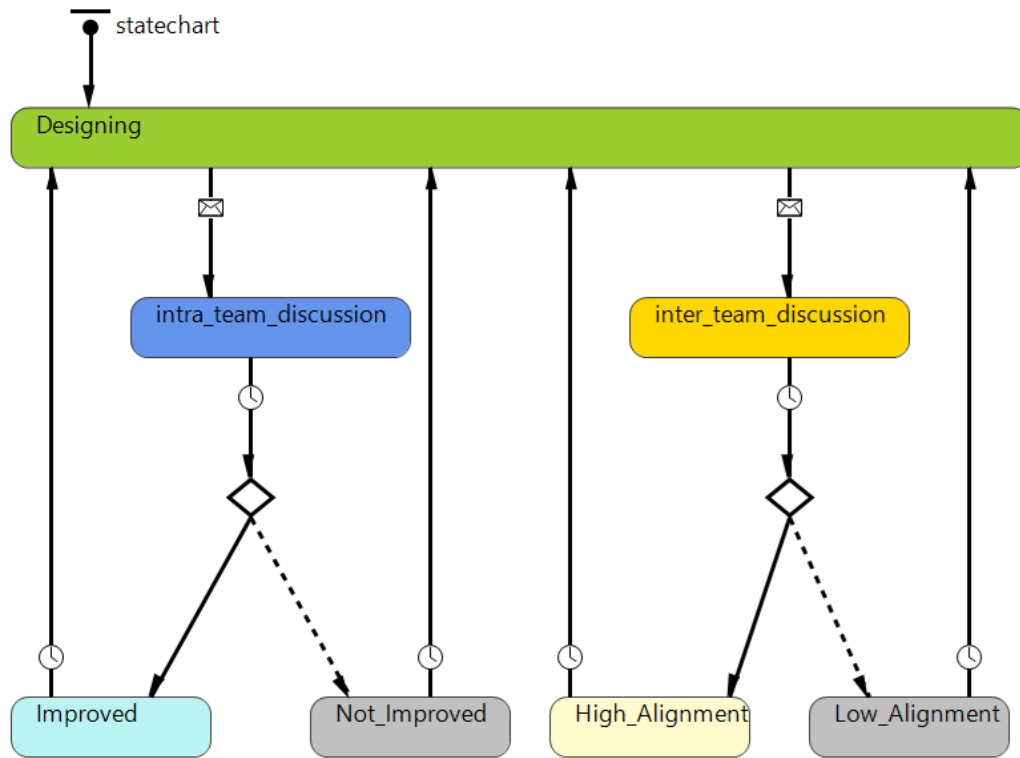 statechart
Designing
intra_team_discussion
inter_team_discussion
Improved
Not_Improved
High_Alignment
Low_Alignment